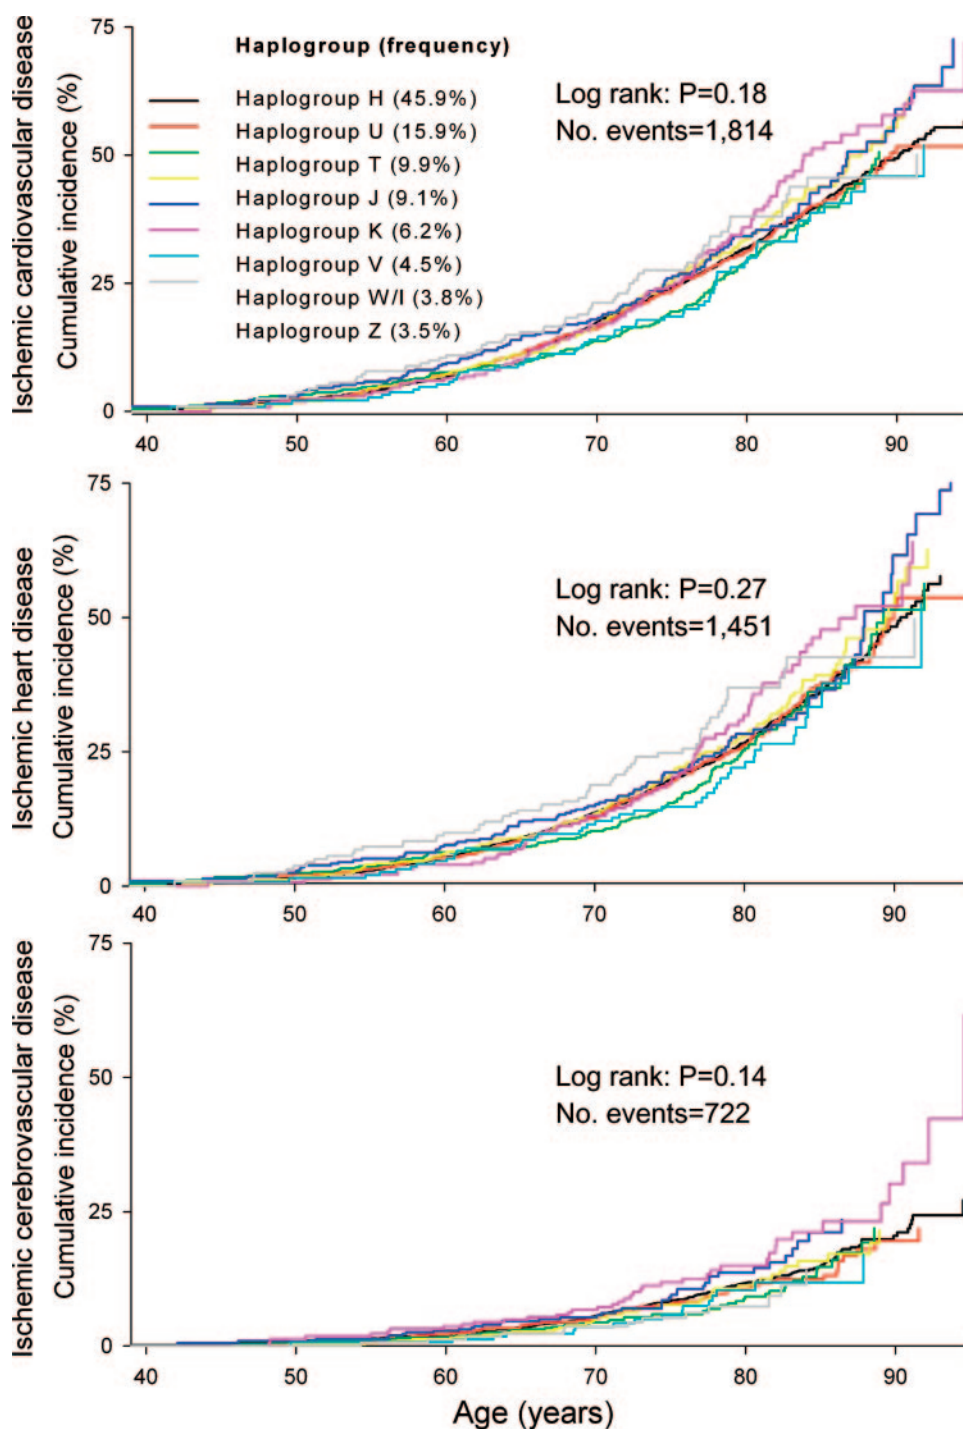 Ischemic cardiovascular disease
Cumulative incidence (%)
75
50
25
0
Haplogroup (frequency)
Haplogroup H (45.9%)
Haplogroup U (15.9%)
Haplogroup T (9.9%)
Haplogroup J (9.1%)
Haplogroup K (6.2%)
Haplogroup V (4.5%)
Haplogroup W/I (3.8%)
Haplogroup Z (3.5%)
Log rank: P=0.18
No. events=1,814
40 50 60 70 80 90
Ischemic heart disease
Cumulative incidence (%)
75
50
25
0
Log rank: P=0.27
No. events=1,451
40 50 60 70 80 90
Ischemic cerebrovascular disease
Cumulative incidence (%)
75
50
25
0
Log rank: P=0.14
No. events=722
40 50 60 70 80 90
Age (years)